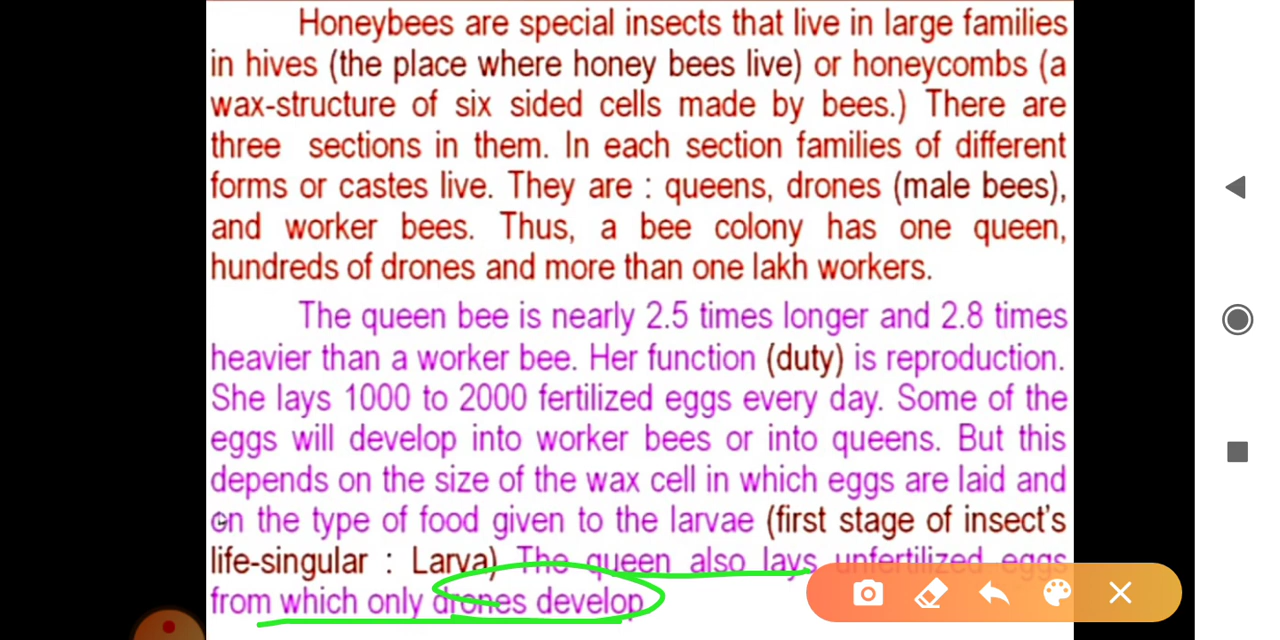 Honeybees are special insects that live in large families
in hives (the place where honey bees live) or honeycombs (a
wax-structure of six sided cells made by bees.) There are
three sections in them. In each section families of different
forms or castes live. They are : queens, drones (male bees),
and worker bees. Thus, a bee colony has one queen,
hundreds of drones and more than one lakh workers.
The queen bee is nearly 2.5 times longer and 2.8 times
heavier than a worker bee. Her function (duty) is reproduction.
She lays 1000 to 2000 fertilized eggs every day. Some of the
eggs will develop into worker bees or into queens. But this
depends on the size of the wax cell in which eggs are laid and
on the type of food given to the larvae (first stage of insect's
life-singular : Larva) The queen also lays unfertilized eggs
from which only drones develop